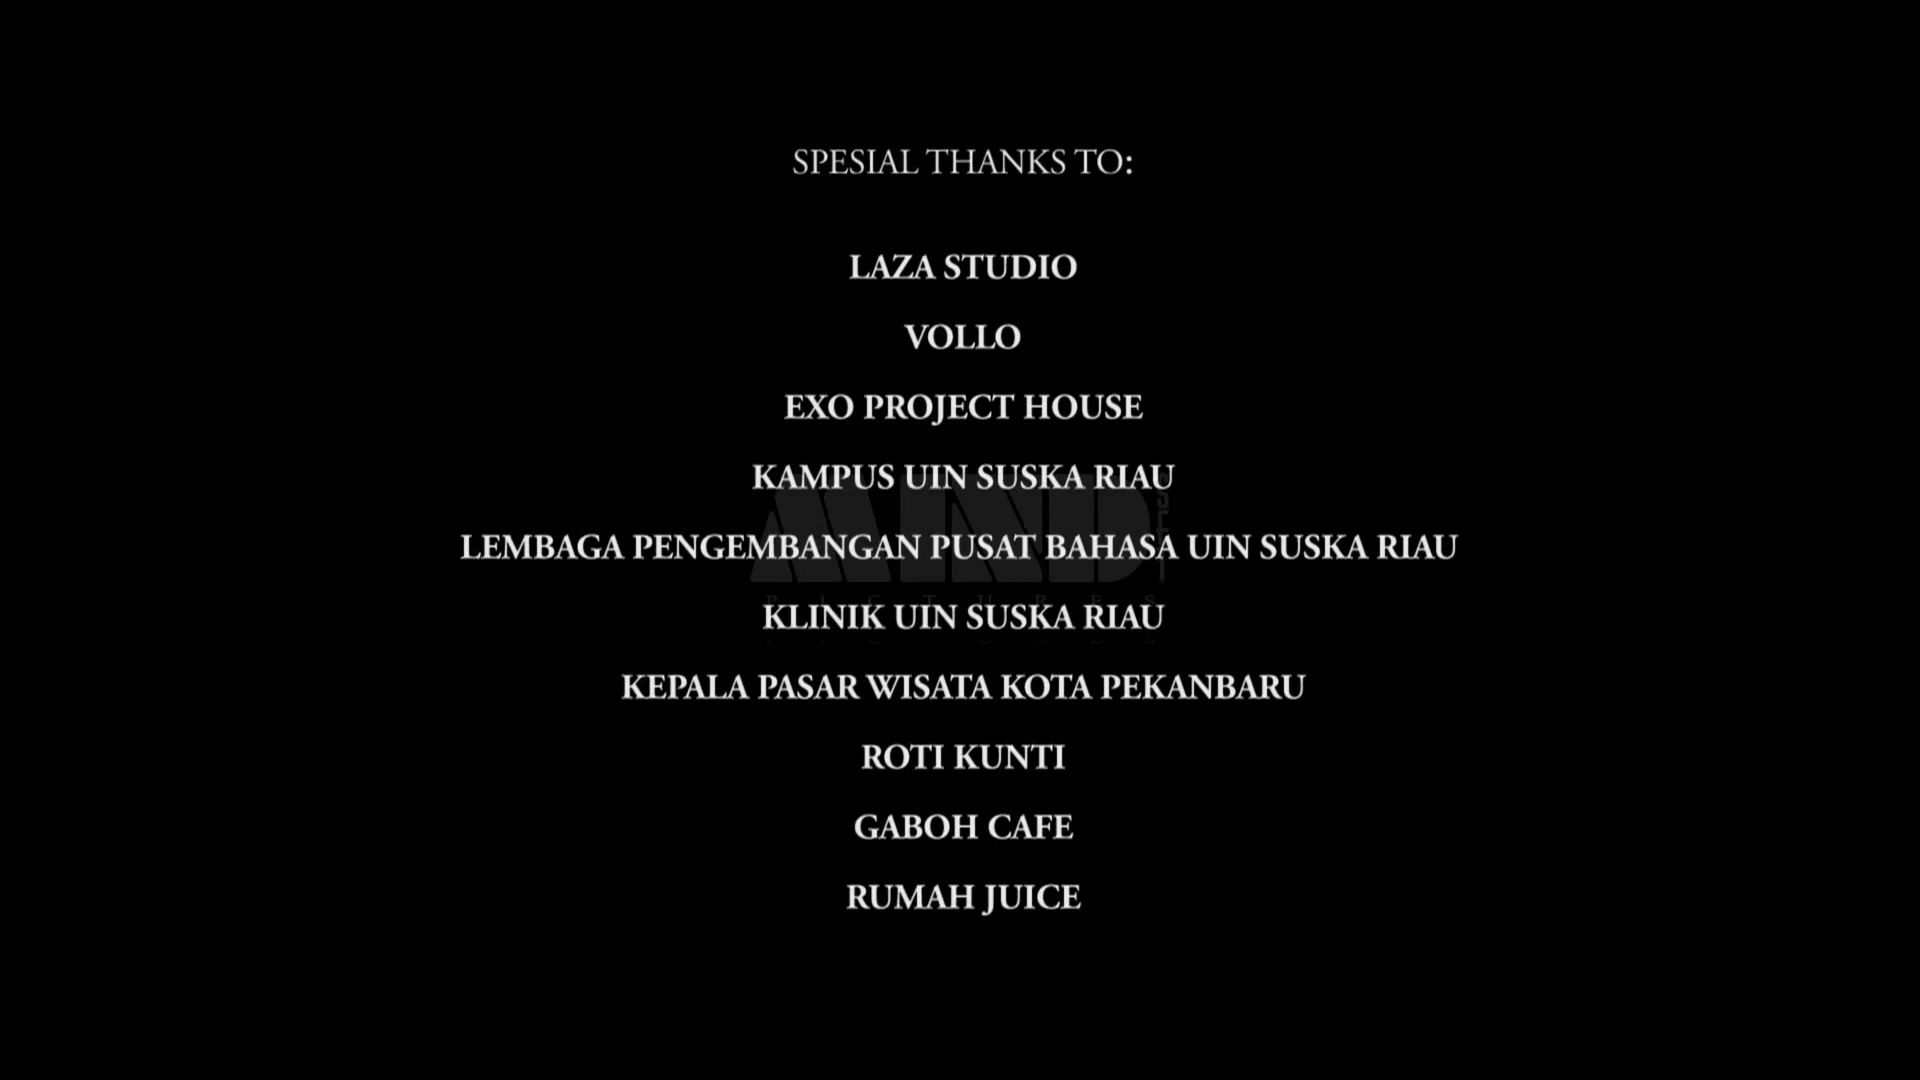 SPESIAL THANKS TO:
LAZA STUDIO
VOLLO
EXO PROJECT HOUSE
KAMPUS UIN SUSKA RIAU
LEMBAGA PENGEMBANGAN PUSAT BAHASA UIN SUSKA RIAU
PICTURES
KLINIK UIN SUSKA RIAU
KEPALA PASAR WISATA KOTA PEKANBARU
ROTI KUNTI
GABOH CAFE
RUMAH JUICE